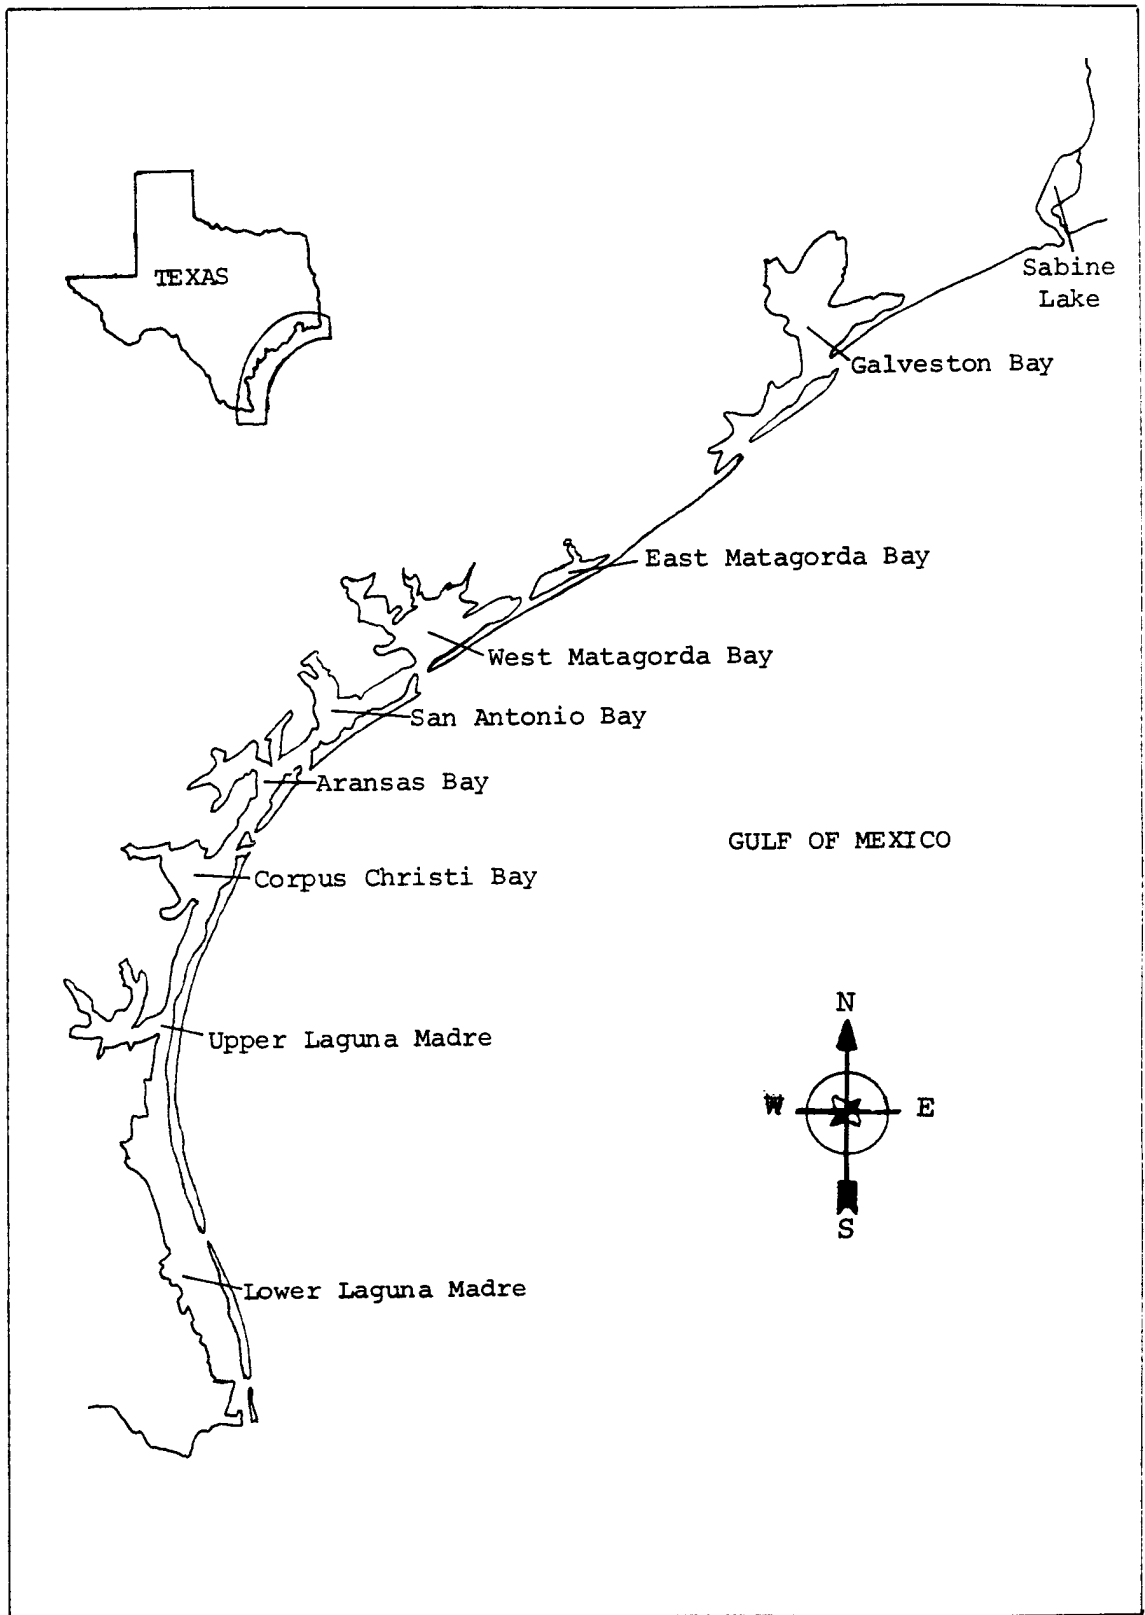 TEXAS
Sabine
Lake
Galveston Bay
East Matagorda Bay
West Matagorda Bay
San Antonio Bay
Aransas Bay
GULF OF MEXICO
Corpus Christi Bay
Upper Laguna Madre
N
W
E
S
Lower Laguna Madre